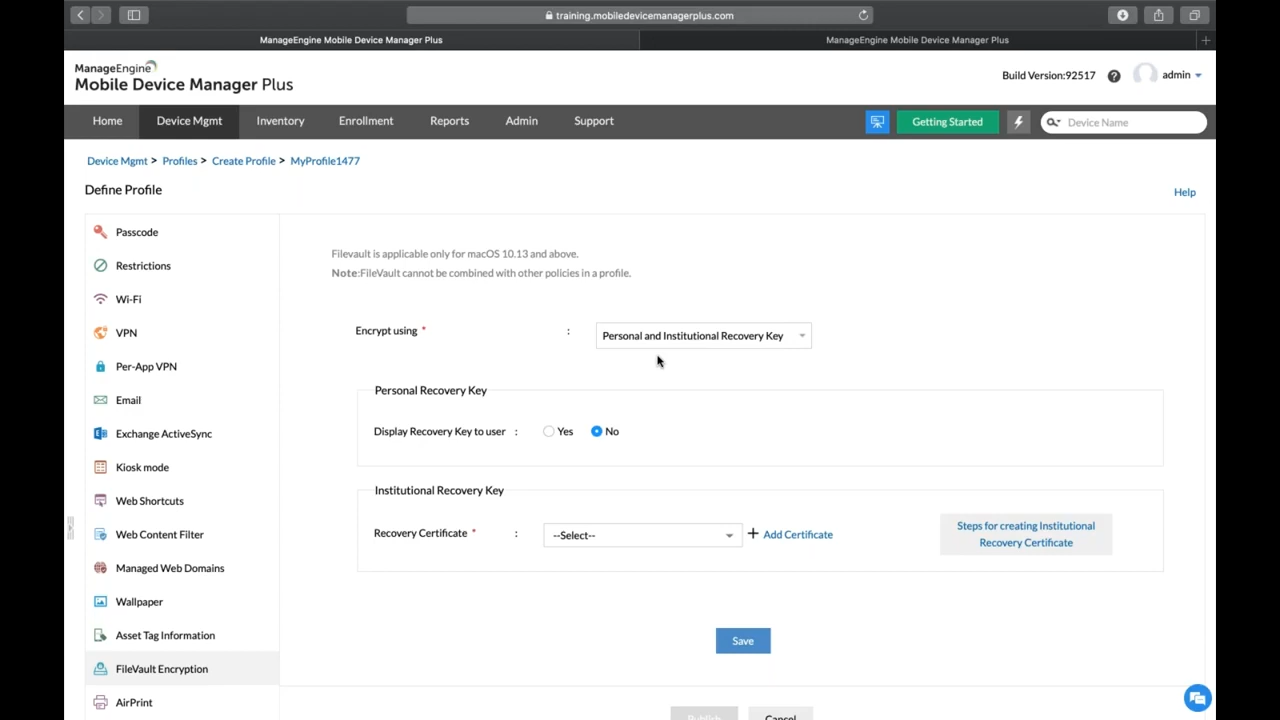 training.mobiledevicemanagerplus.com
ManageEngine Mobile Device Manager Plus
ManageEngine Mobile Device Manager Plus
ManageEngine
Mobile Device Manager Plus
Build Version:92517
?
admin
Home
Device Mgmt
Inventory
Enrollment
Reports
Admin
Support
Getting Started
Device Name
Device Mgmt > Profiles > Create Profile > MyProfile1477
Define Profile
Help
Passcode
Restrictions
Wi-Fi
VPN
Per-App VPN
Email
Exchange ActiveSync
Kiosk mode
Web Shortcuts
Web Content Filter
Managed Web Domains
Wallpaper
Asset Tag Information
FileVault Encryption
AirPrint
Filevault is applicable only for macOS 10.13 and above.
Note:FileVault cannot be combined with other policies in a profile.
Encrypt using * : Personal and Institutional Recovery Key
Personal Recovery Key
Display Recovery Key to user : Yes No
Institutional Recovery Key
Recovery Certificate * : --Select-- + Add Certificate
Steps for creating Institutional
Recovery Certificate
Save
Publish
Cancel